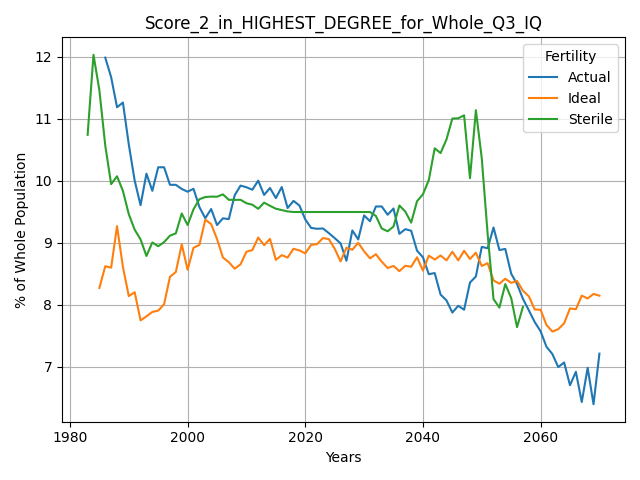 Score_2_in_HIGHEST_DEGREE_for_Whole_Q3_IQ
Fertility
Actual
Ideal
Sterile
% of Whole Population
12
11
10
9
8
7
1980
2000
2020
2040
2060
Years